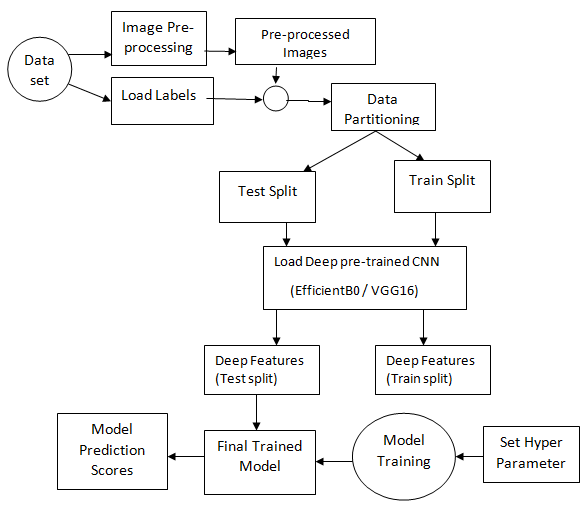 Data
set
Image Pre-
processing
Pre-processed
Images
Load Labels
Data
Partitioning
Test Split
Train Split
Load Deep pre-trained CNN
(EfficientB0 / VGG16)
Deep Features
(Test split)
Deep Features
(Train split)
Model
Prediction
Scores
Final Trained
Model
Model
Training
Set Hyper
Parameter